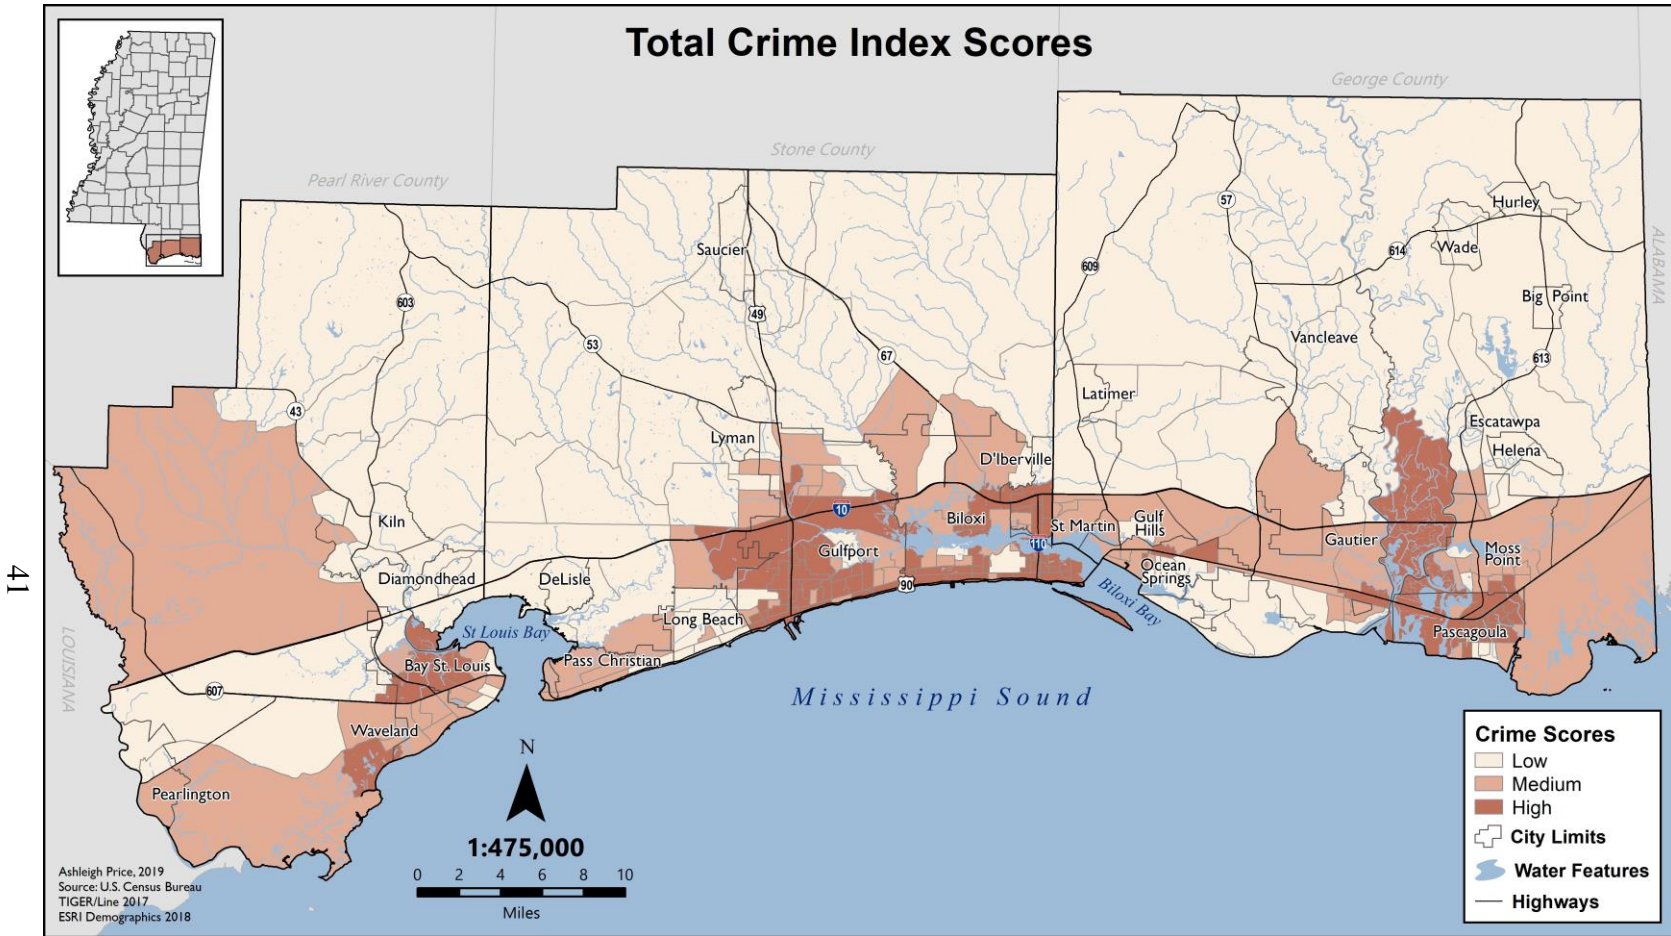 Total Crime Index Scores
George County
Stone County
Pearl River County
ALABAMA
LOUISIANA
41
Hurley
57
614
Wade
Saucier
609
603
Big Point
49
Vancleave
53
67
613
Latimer
43
Escatawpa
Lyman
Helena
D'Iberville
10
Kiln
Biloxi
St Martin
Gulf
Hills
Gautier
110
Gulfport
Moss
Point
Diamondhead
DeLisle
90
Ocean
Springs
Biloxi Bay
Long Beach
St Louis Bay
Pascagoula
Bay St. Louis
Pass Christian
607
Mississippi Sound
Waveland
Pearlington
N
1:475,000
0 2 4 6 8 10
Miles
Ashleigh Price, 2019
Source: U.S. Census Bureau
TIGER/Line 2017
ESRI Demographics 2018
Crime Scores
Low
Medium
High
City Limits
Water Features
Highways